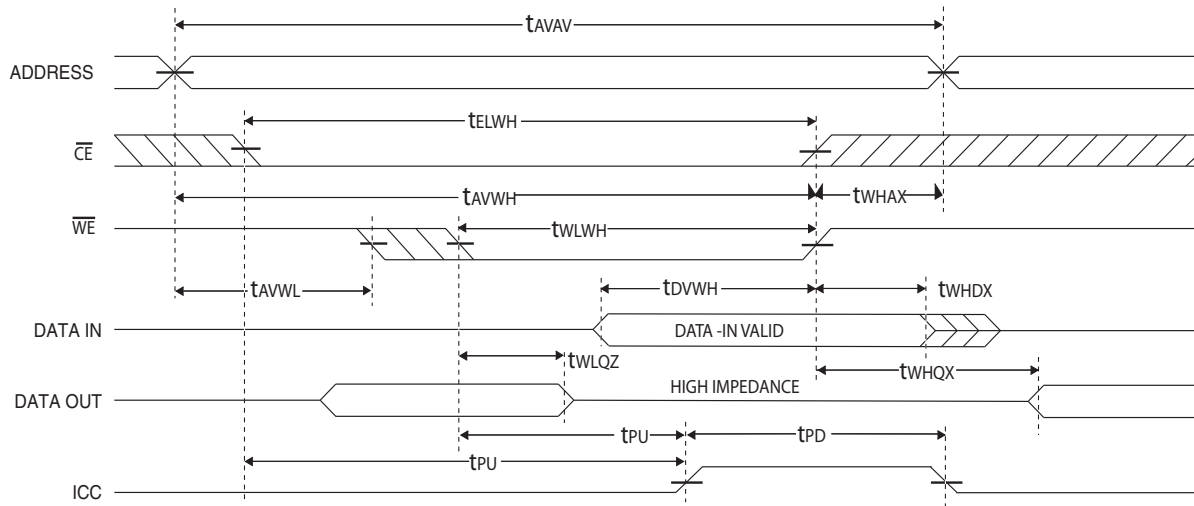 tAVAV
ADDRESS
tELWH
CE
tAVWH
tWHAX
WE
tWLWH
tAVWL
tDVWH
tWHDX
DATA IN
DATA -IN VALID
tWLQZ
tWHQX
HIGH IMPEDANCE
DATA OUT
tPU
tPD
tPU
ICC